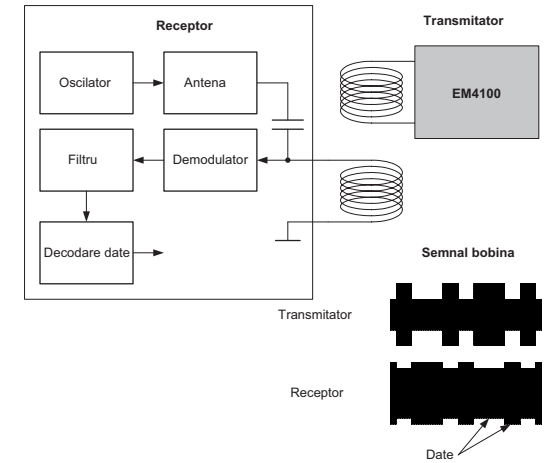 Receptor
Transmitator
Oscilator
Antena
EM4100
Filtru
Demodulator
Decodare date
Semnal bobina
Transmitator
Receptor
Date